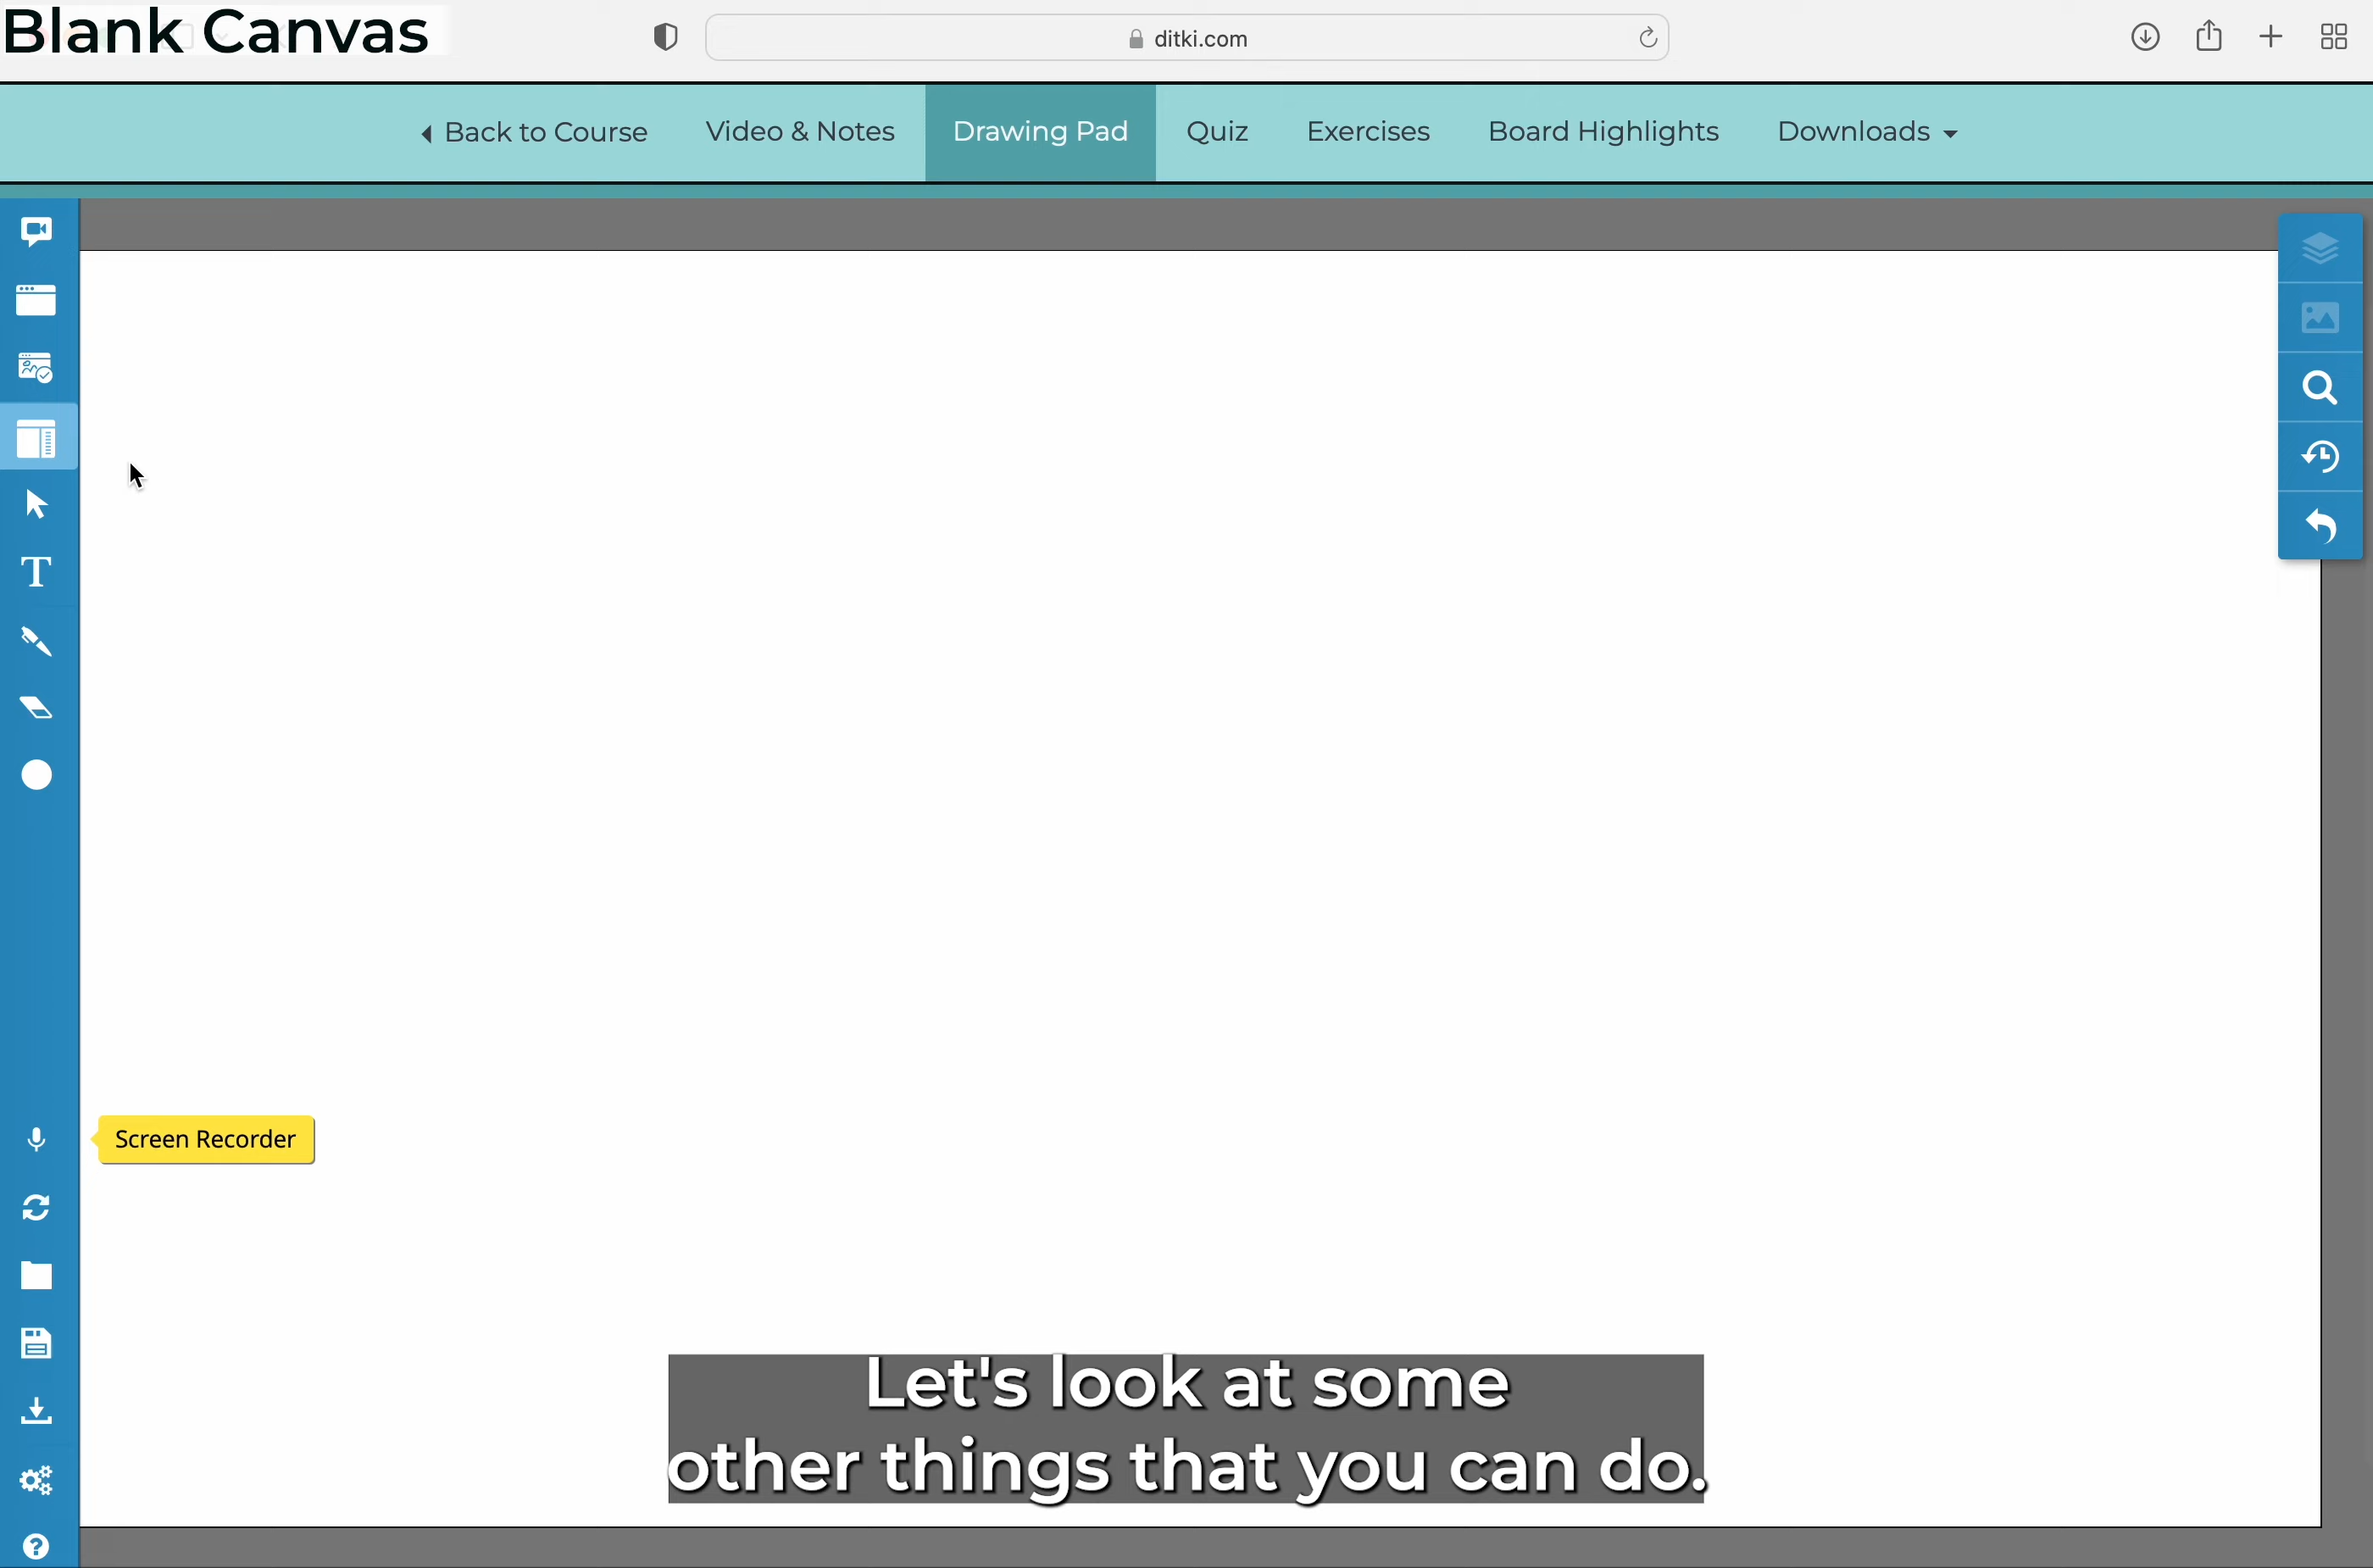 Blank Canvas
ditki.com
Back to Course Video & Notes Drawing Pad Quiz Exercises Board Highlights Downloads
T
Screen Recorder
Let's look at some
other things that you can do.